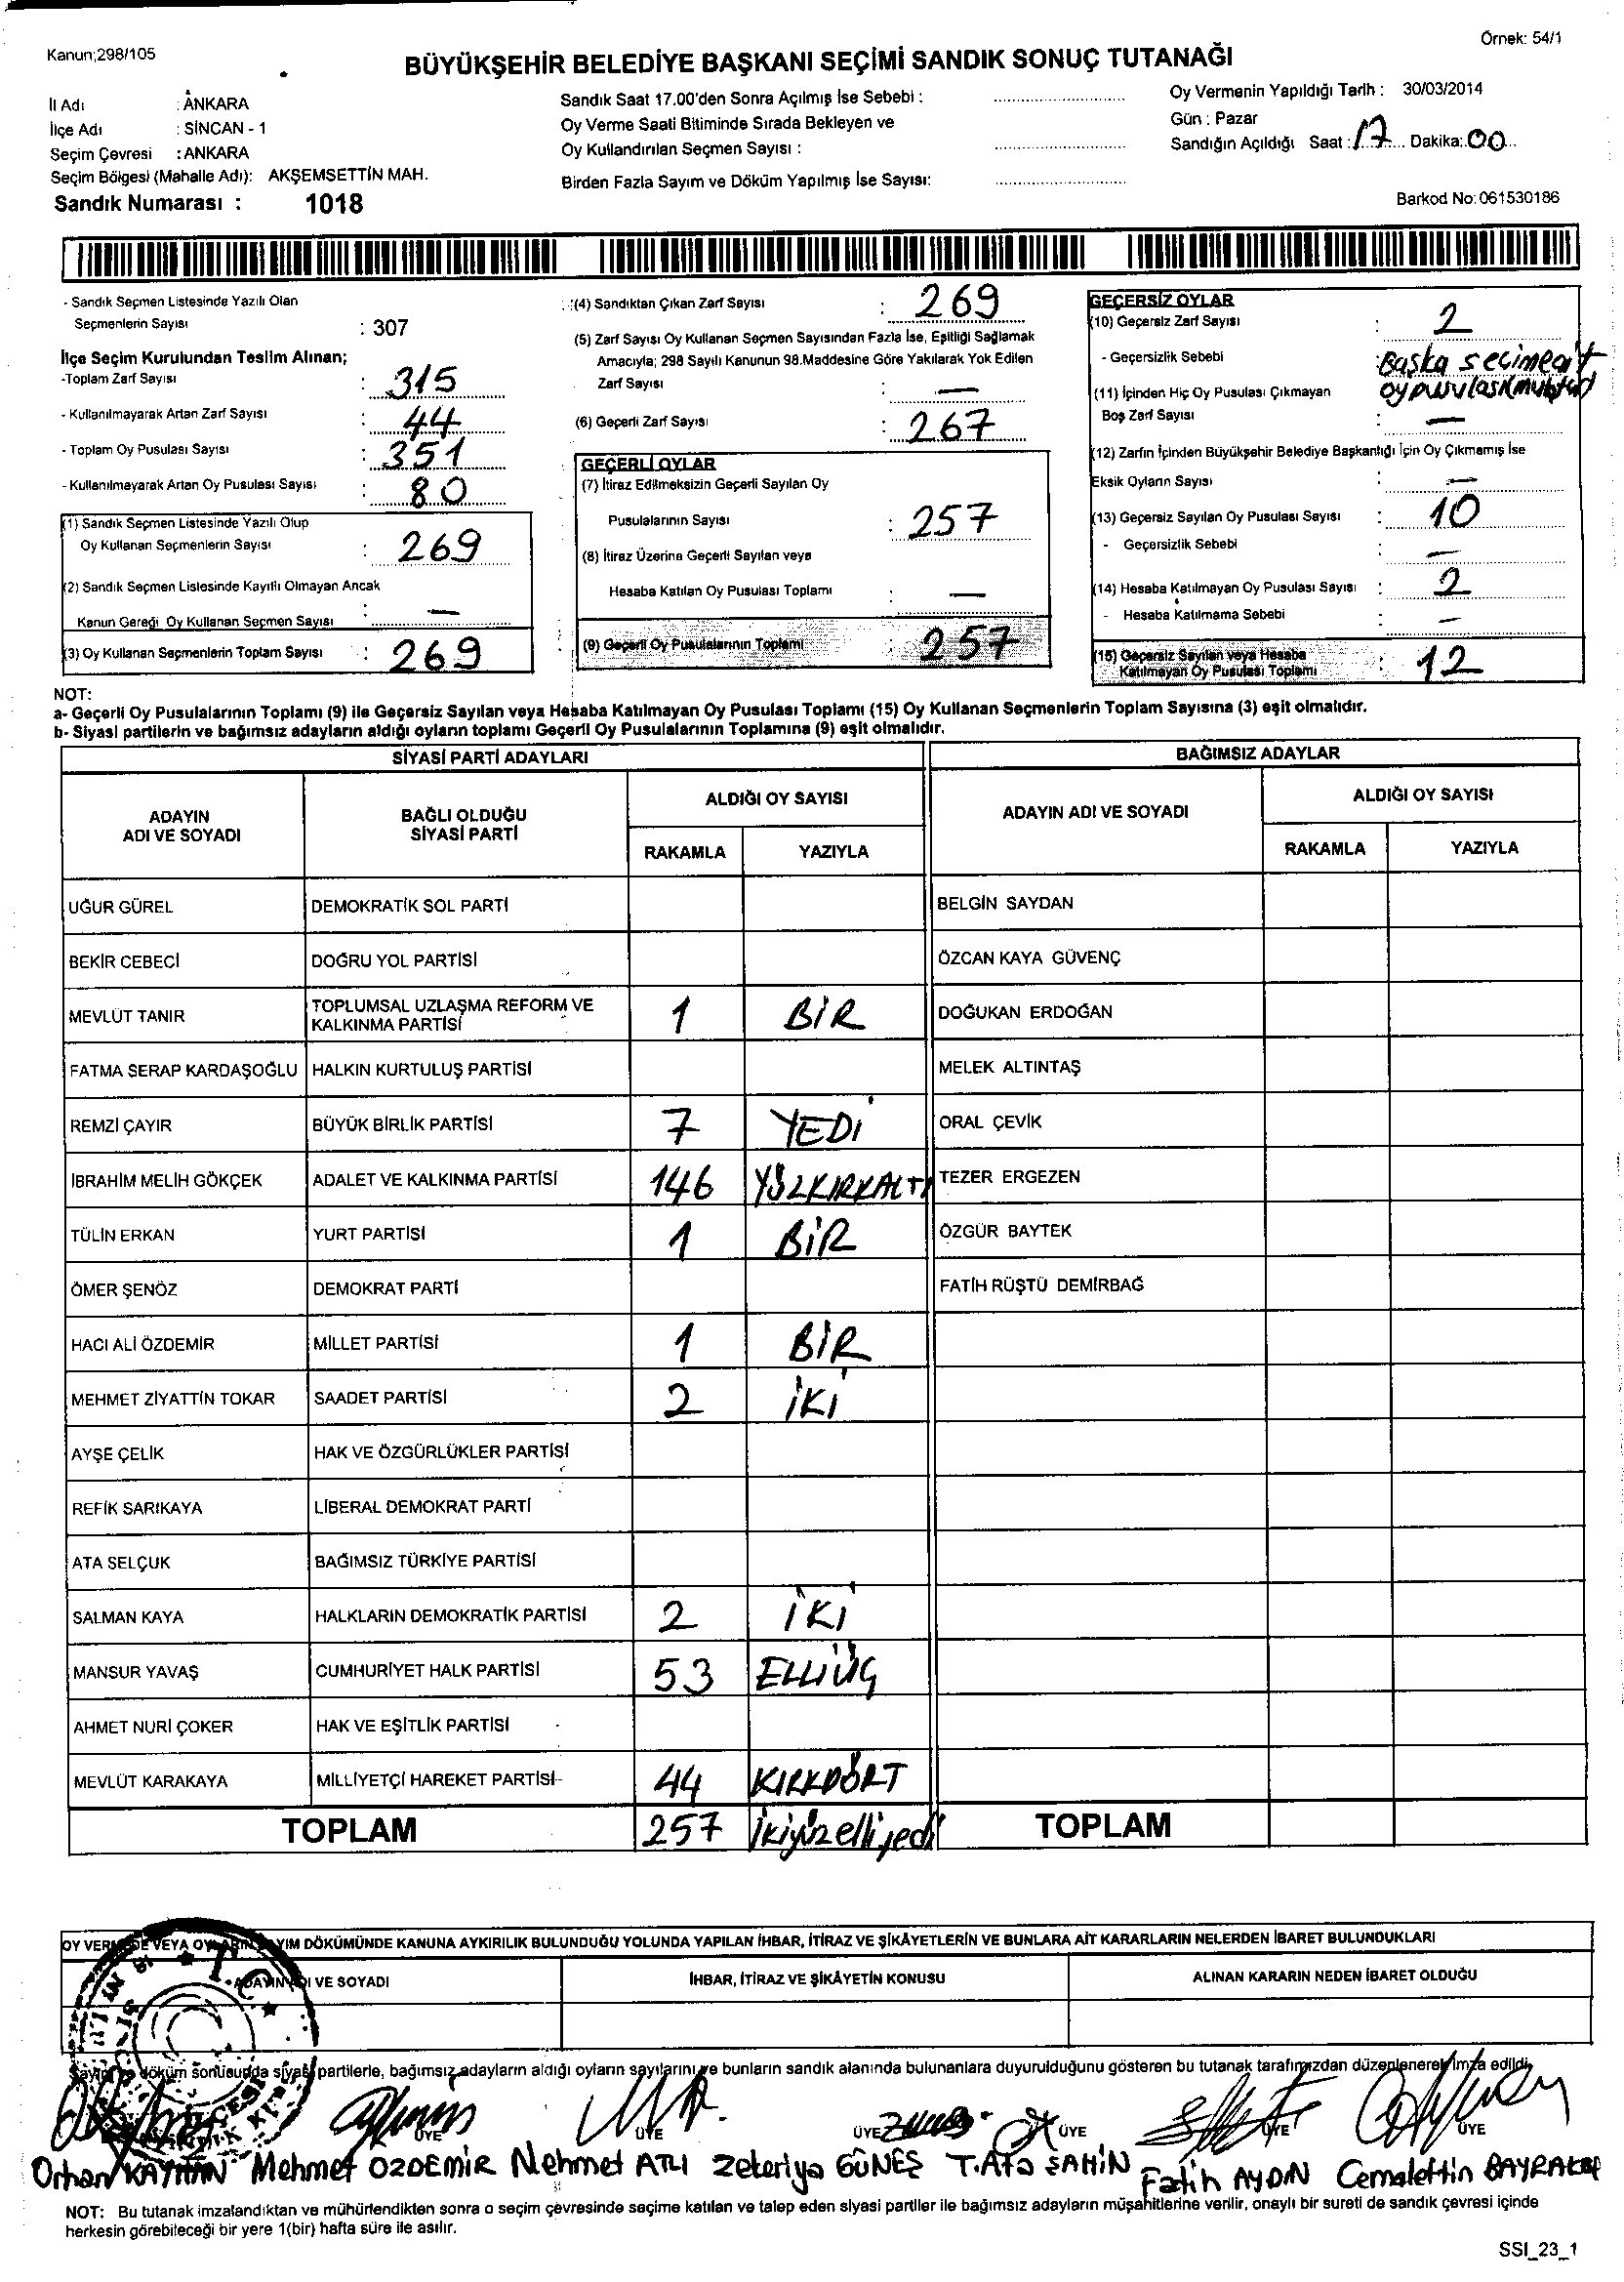 Kanun;298/105
Örnek: 54/1
BÜYÜKŞEHİR BELEDİYE BAŞKANI SEÇİMİ SANDIK SONUÇ TUTANAĞI
İl Adı : ANKARA
İlçe Adı : SİNCAN - 1
Seçim Çevresi : ANKARA
Seçim Bölgesi (Mahalle Adı): AKŞEMSETTİN MAH.
Sandık Numarası : 1018
Sandık Saat 17.00'den Sonra Açılmış İse Sebebi :
Oy Verme Saati Bitiminde Sırada Bekleyen ve
Oy Kullandırılan Seçmen Sayısı :
Birden Fazla Sayım ve Döküm Yapılmış İse Sayısı:
Oy Vermenin Yapıldığı Tarih : 30/03/2014
Gün : Pazar
Sandığın Açıldığı Saat : 17 Dakika: 00
Barkod No: 061530186
- Sandık Seçmen Listesinde Yazılı Olan
Seçmenlerin Sayısı : 307
İlçe Seçim Kurulundan Teslim Alınan;
-Toplam Zarf Sayısı : 315
- Kullanılmayarak Artan Zarf Sayısı : 44
- Toplam Oy Pusulası Sayısı : 351
- Kullanılmayarak Artan Oy Pusulası Sayısı : 80
(1) Sandık Seçmen Listesinde Yazılı Olup
Oy Kullanan Seçmenlerin Sayısı : 269
(2) Sandık Seçmen Listesinde Kayıtlı Olmayan Ancak
Kanun Gereği Oy Kullanan Seçmen Sayısı : —
(3) Oy Kullanan Seçmenlerin Toplam Sayısı : 269
(4) Sandıktan Çıkan Zarf Sayısı : 269
(5) Zarf Sayısı Oy Kullanan Seçmen Sayısından Fazla İse, Eşitliği Sağlamak
Amacıyla; 298 Sayılı Kanunun 98.Maddesine Göre Yakılarak Yok Edilen
Zarf Sayısı : —
(6) Geçerli Zarf Sayısı : 267
GEÇERLİ OYLAR
(7) İtiraz Edilmeksizin Geçerli Sayılan Oy
Pusulalarının Sayısı : 257
(8) İtiraz Üzerine Geçerli Sayılan veya
Hesaba Katılan Oy Pusulası Toplamı : —
(9) Geçerli Oy Pusulalarının Toplamı : 257
GEÇERSİZ OYLAR
(10) Geçersiz Zarf Sayısı : 2
- Geçersizlik Sebebi : Başka seçime ait
oy pusulası(muhtar)
(11) İçinden Hiç Oy Pusulası Çıkmayan
Boş Zarf Sayısı : —
(12) Zarfın İçinden Büyükşehir Belediye Başkanlığı İçin Oy Çıkmamış İse
Eksik Oyların Sayısı : —
(13) Geçersiz Sayılan Oy Pusulası Sayısı : 10
- Geçersizlik Sebebi : —
(14) Hesaba Katılmayan Oy Pusulası Sayısı : 2
- Hesaba Katılmama Sebebi : —
(15) Geçersiz Sayılan veya Hesaba
Katılmayan Oy Pusulası Toplamı : 12
NOT:
a- Geçerli Oy Pusulalarının Toplamı (9) ile Geçersiz Sayılan veya Hesaba Katılmayan Oy Pusulası Toplamı (15) Oy Kullanan Seçmenlerin Toplam Sayısına (3) eşit olmalıdır.
b- Siyasi partilerin ve bağımsız adayların aldığı oyların toplamı Geçerli Oy Pusulalarının Toplamına (9) eşit olmalıdır.
SİYASİ PARTİ ADAYLARI
ADAYIN ADI VE SOYADI
BAĞLI OLDUĞU SİYASİ PARTİ
ALDIĞI OY SAYISI
RAKAMLA YAZIYLA
BAĞIMSIZ ADAYLAR
ADAYIN ADI VE SOYADI
ALDIĞI OY SAYISI
RAKAMLA YAZIYLA
UĞUR GÜREL DEMOKRATİK SOL PARTİ BELGİN SAYDAN
BEKİR CEBECİ DOĞRU YOL PARTİSİ ÖZCAN KAYA GÜVENÇ
MEVLÜT TANIR TOPLUMSAL UZLAŞMA REFORM VE KALKINMA PARTİSİ 1 BİR DOĞUKAN ERDOĞAN
FATMA SERAP KARDAŞOĞLU HALKIN KURTULUŞ PARTİSİ MELEK ALTINTAŞ
REMZİ ÇAYIR BÜYÜK BİRLİK PARTİSİ 7 YEDİ ORAL ÇEVİK
İBRAHİM MELİH GÖKÇEK ADALET VE KALKINMA PARTİSİ 146 YÜZKIRKALTI TEZER ERGEZEN
TÜLİN ERKAN YURT PARTİSİ 1 BİR ÖZGÜR BAYTEK
ÖMER ŞENÖZ DEMOKRAT PARTİ FATİH RÜŞTÜ DEMİRBAĞ
HACI ALİ ÖZDEMİR MİLLET PARTİSİ 1 BİR
MEHMET ZİYATTİN TOKAR SAADET PARTİSİ 2 İKİ
AYŞE ÇELİK HAK VE ÖZGÜRLÜKLER PARTİSİ
REFİK SARIKAYA LİBERAL DEMOKRAT PARTİ
ATA SELÇUK BAĞIMSIZ TÜRKİYE PARTİSİ
SALMAN KAYA HALKLARIN DEMOKRATİK PARTİSİ 2 İKİ
MANSUR YAVAŞ CUMHURİYET HALK PARTİSİ 53 ELLİÜÇ
AHMET NURİ ÇOKER HAK VE EŞİTLİK PARTİSİ
MEVLÜT KARAKAYA MİLLİYETÇİ HAREKET PARTİSİ 44 KIRKDÖRT
TOPLAM 257 ikiyüzelliyedi TOPLAM
OY VERMEDE VEYA OYLARIN SAYIM DÖKÜMÜNDE KANUNA AYKIRILIK BULUNDUĞU YOLUNDA YAPILAN İHBAR, İTİRAZ VE ŞİKÂYETLERİN VE BUNLARA AİT KARARLARIN NELERDEN İBARET BULUNDUKLARI
ADAYIN ADI VE SOYADI İHBAR, İTİRAZ VE ŞİKÂYETİN KONUSU ALINAN KARARIN NEDEN İBARET OLDUĞU
T.C.
Sayım ve döküm sonucunda siyasi partilerle, bağımsız adayların aldığı oyların sayılarını ve bunların sandık alanında bulunanlara duyurulduğunu gösteren bu tutanak tarafımızdan düzenlenerek imza edildi.
ÜYE ÜYE ÜYE ÜYE ÜYE ÜYE
Orhan KAYMAN Mehmet ÖZDEMİR Mehmet ATLI Zekeriya GÜNEŞ T.Ata ŞAHİN Fatih AYDIN Cemalettin BAYRAKTAR
NOT: Bu tutanak imzalandıktan ve mühürlendikten sonra o seçim çevresinde seçime katılan ve talep eden siyasi partiler ile bağımsız adayların müşahitlerine verilir, onaylı bir sureti de sandık çevresi içinde
herkesin görebileceği bir yere 1(bir) hafta süre ile asılır.
SSI_23_1